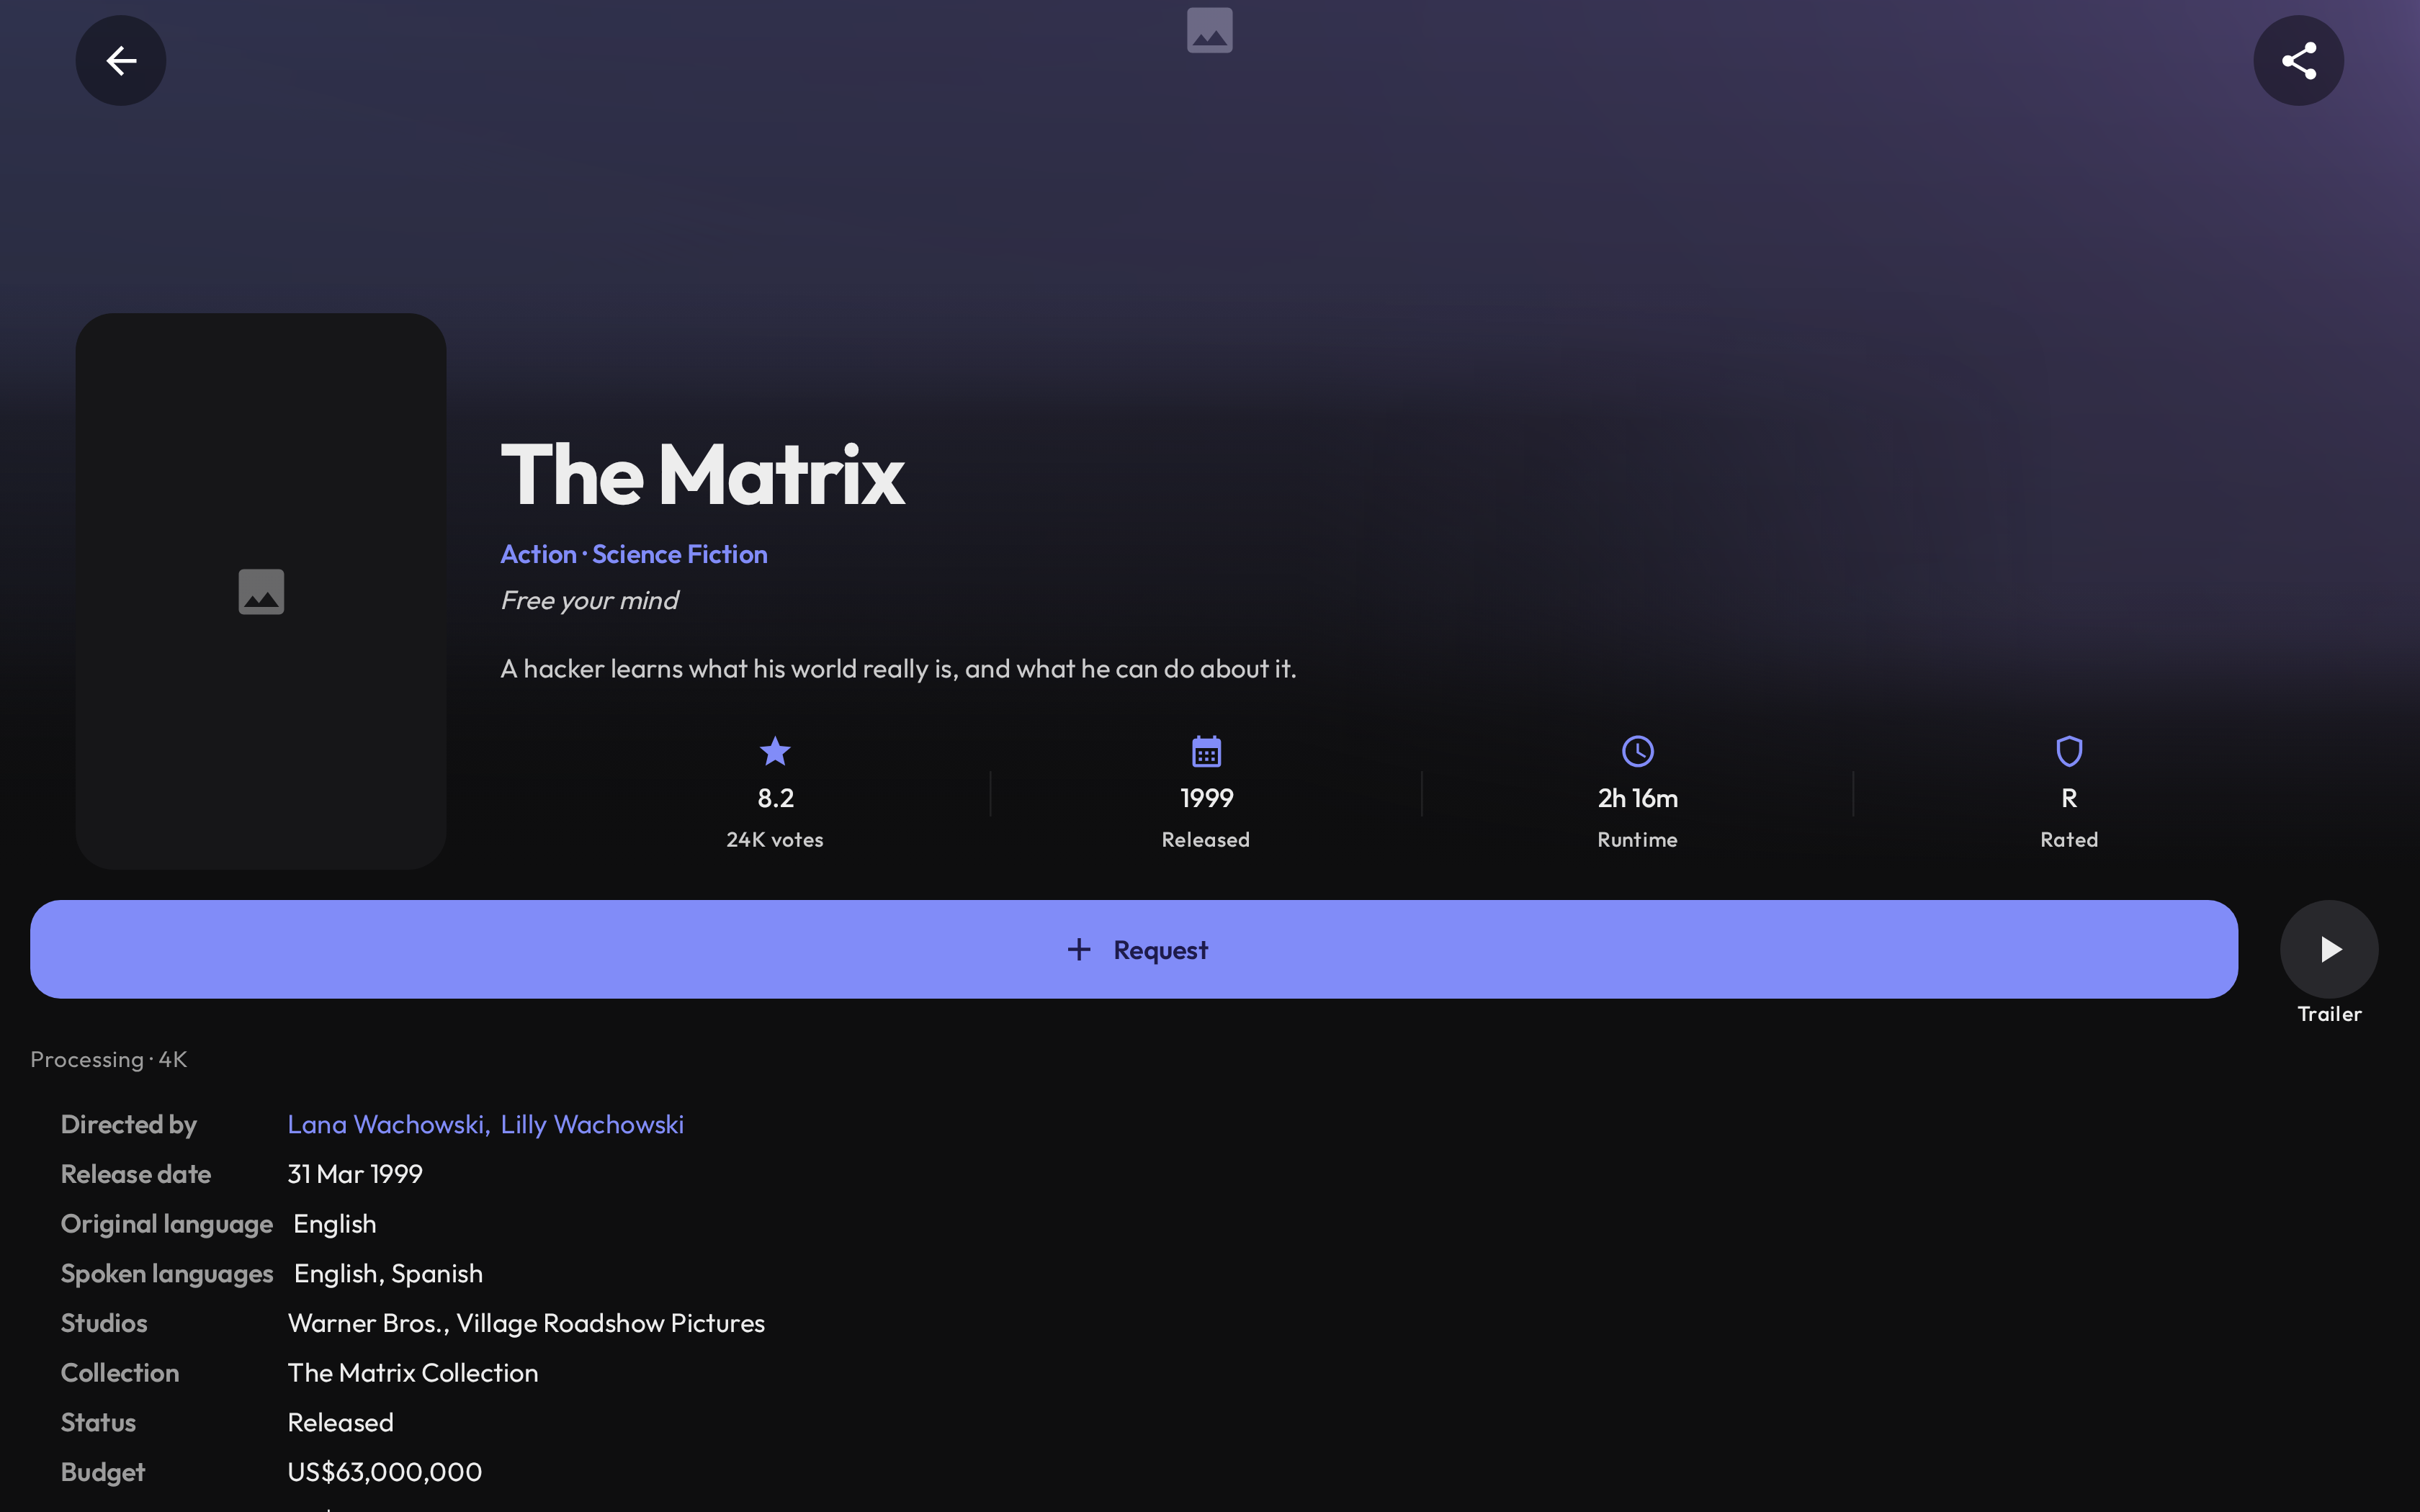 The Matrix
Action · Science Fiction
Free your mind
A hacker learns what his world really is, and what he can do about it.
8.2
24K votes
1999
Released
2h 16m
Runtime
R
Rated
Request
Trailer
Processing · 4K
Directed by Lana Wachowski, Lilly Wachowski
Release date 31 Mar 1999
Original language English
Spoken languages English, Spanish
Studios Warner Bros., Village Roadshow Pictures
Collection The Matrix Collection
Status Released
Budget US$63,000,000